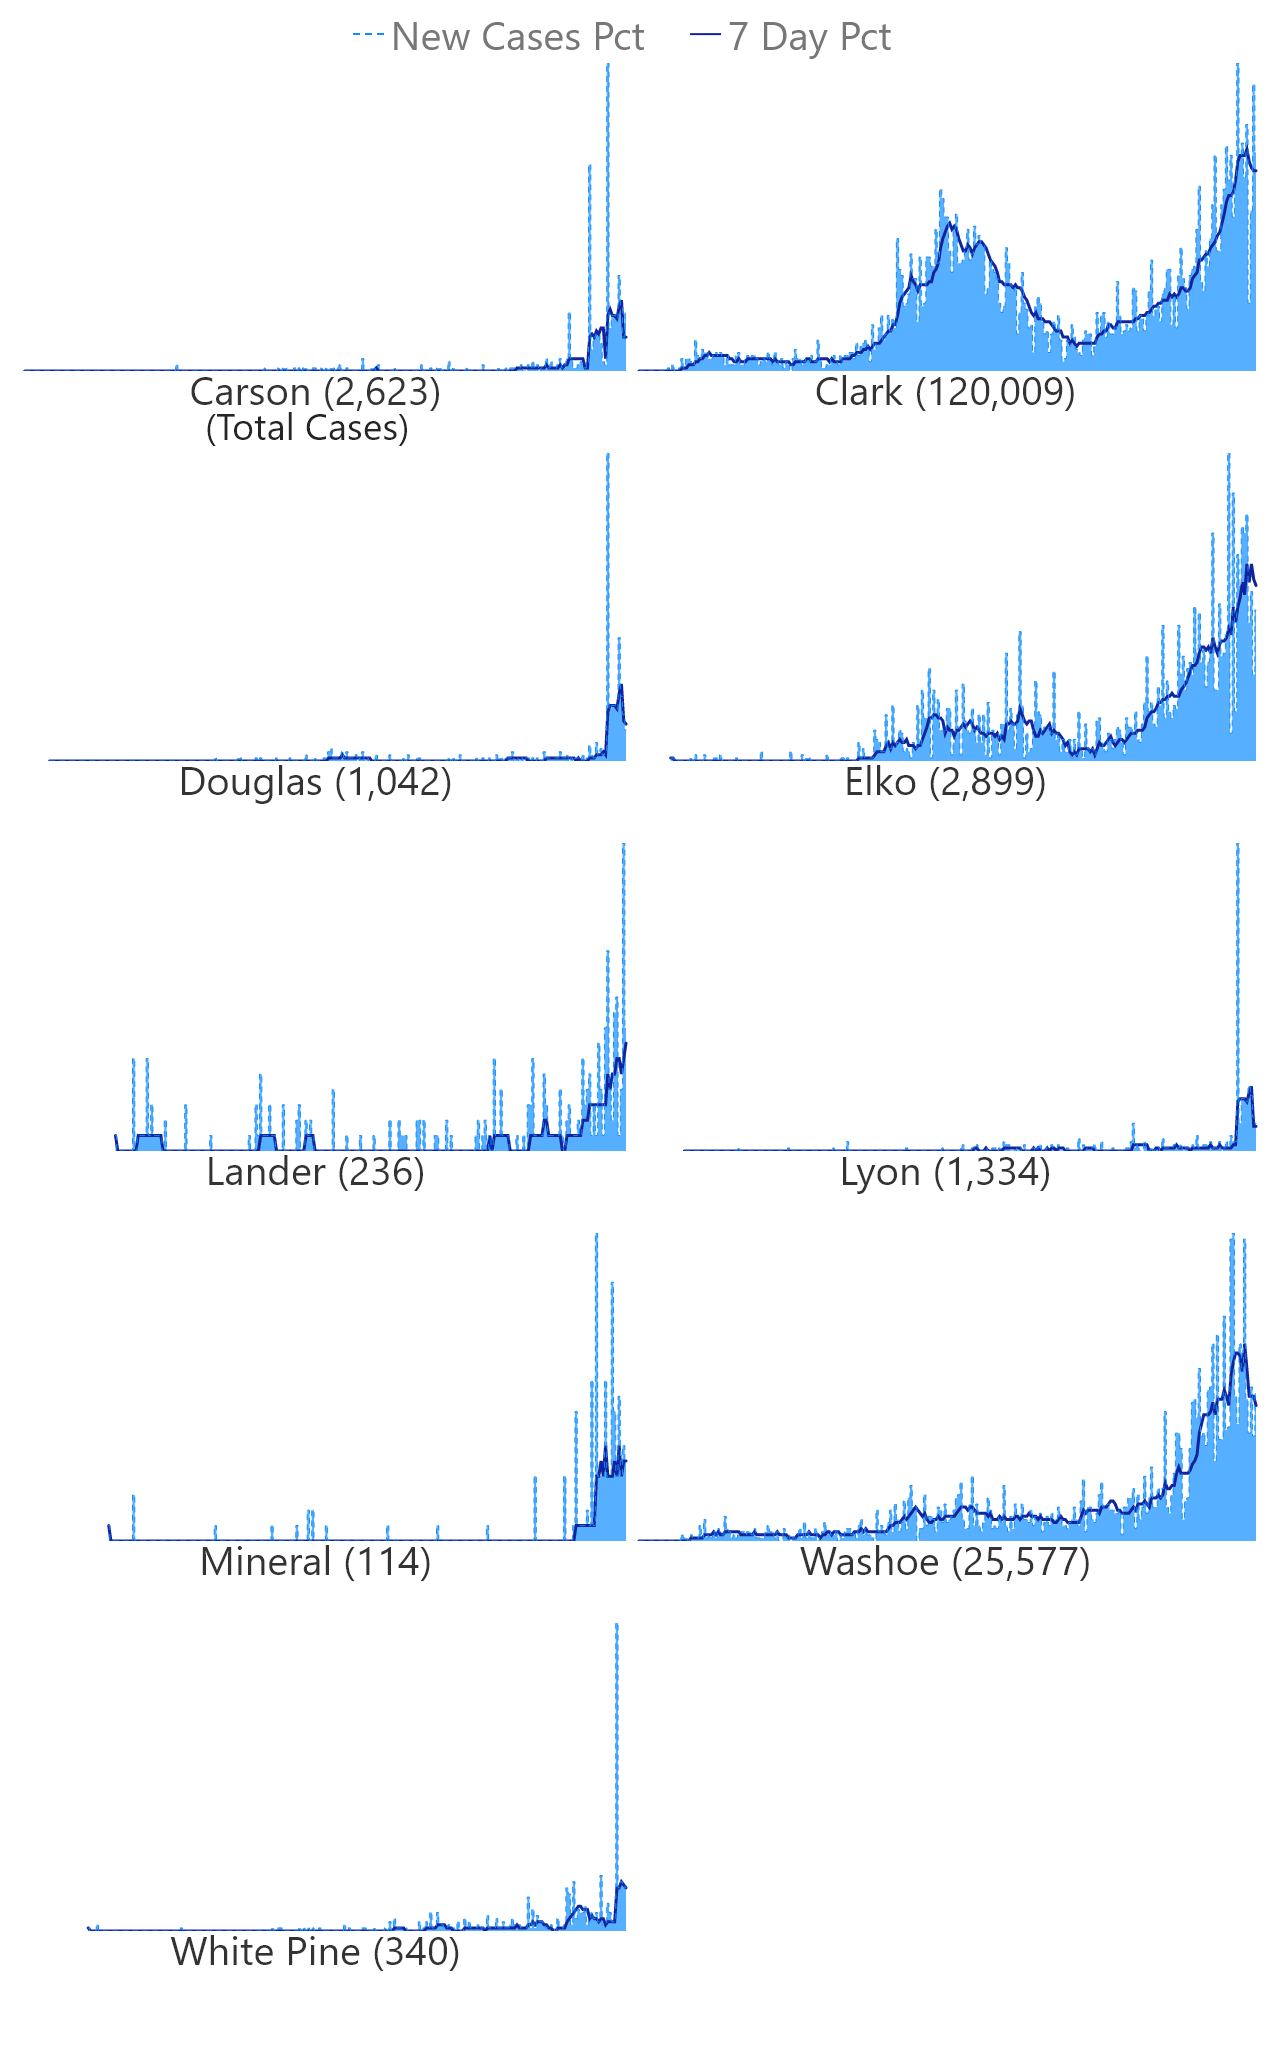 New Cases Pct 7 Day Pct
Carson (2,623) Clark (120,009)
(Total Cases)
Douglas (1,042) Elko (2,899)
Lander (236) Lyon (1,334)
Mineral (114) Washoe (25,577)
White Pine (340)